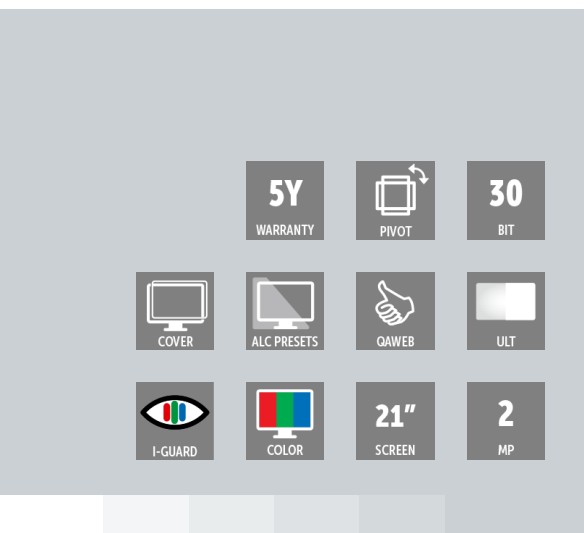 5Y
WARRANTY
PIVOT
30
BIT
COVER
ALC PRESETS
QAWEB
ULT
I-GUARD
COLOR
21”
SCREEN
2
MP